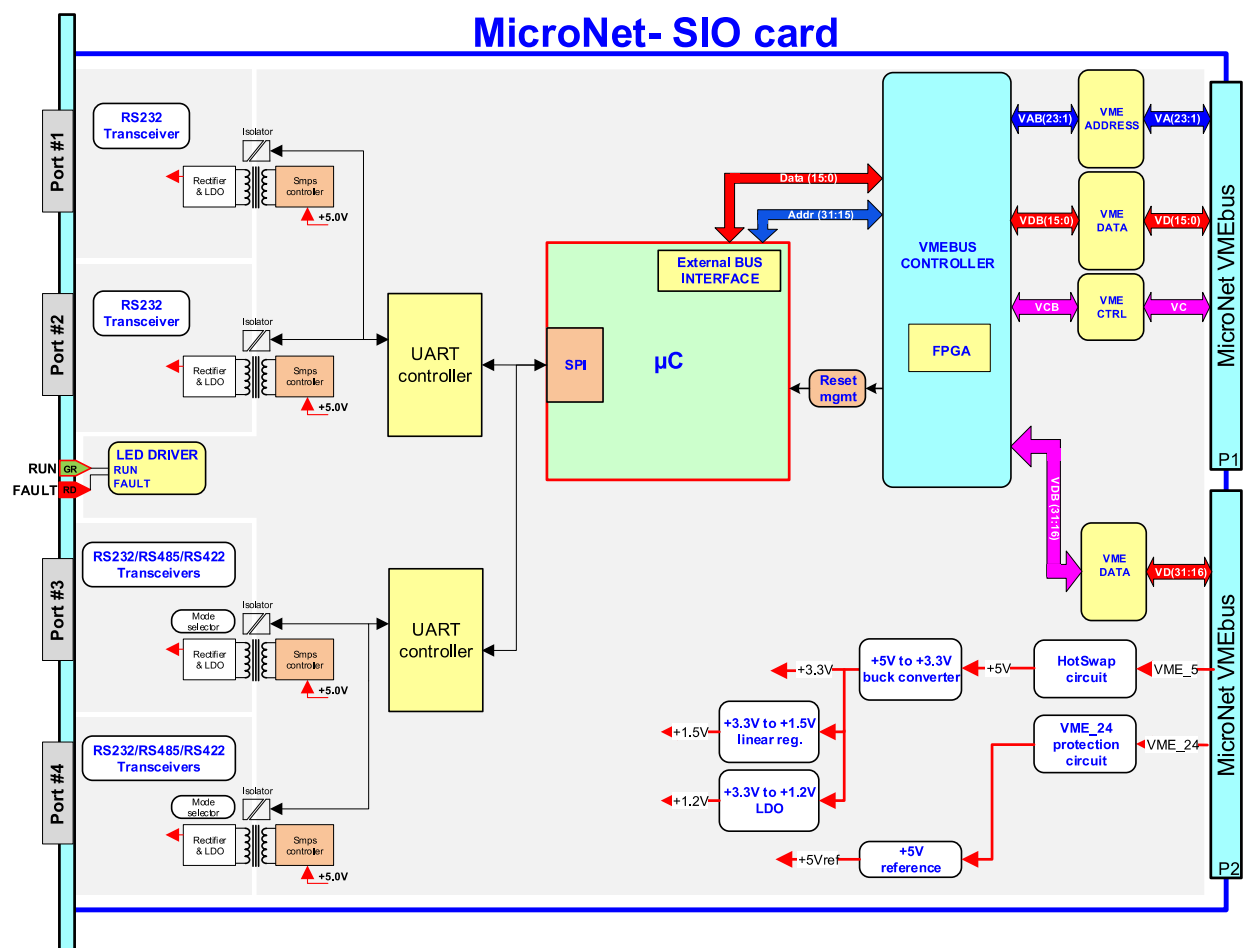 MicroNet- SIO card
Port #1
RS232
Transceiver
Isolator
Rectifier
& LDO
Smps
controller
+5.0V
Port #2
RS232
Transceiver
Isolator
Rectifier
& LDO
Smps
controller
+5.0V
UART
controller
RUN
GR
FAULT
RD
LED DRIVER
RUN
FAULT
Port #3
RS232/RS485/RS422
Transceivers
Mode
selector
Isolator
Rectifier
& LDO
Smps
controller
+5.0V
UART
controller
Port #4
RS232/RS485/RS422
Transceivers
Mode
selector
Isolator
Rectifier
& LDO
Smps
controller
+5.0V
Data (15:0)
Addr (31:15)
External BUS
INTERFACE
SPI
µC
Reset
mgmt
VMEBUS
CONTROLLER
FPGA
VAB(23:1)
VME
ADDRESS
VA(23:1)
VDB(15:0)
VME
DATA
VD(15:0)
VCB
VME
CTRL
VC
MicroNet VMEbus
P1
VDB (31:16)
VME
DATA
VD(31:16)
MicroNet VMEbus
P2
+3.3V
+5V to +3.3V
buck converter
+5V
HotSwap
circuit
VME_5
+1.5V
+3.3V to +1.5V
linear reg.
VME_24
protection
circuit
VME_24
+1.2V
+3.3V to +1.2V
LDO
+5Vref
+5V
reference